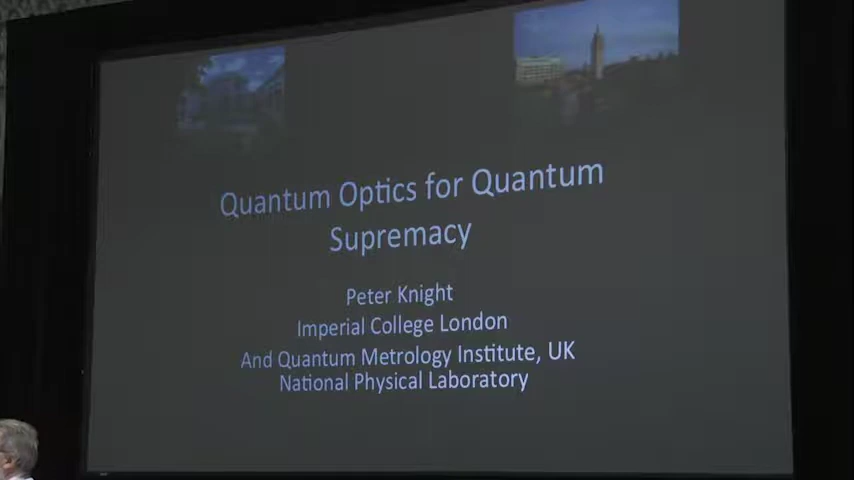 Quantum Optics for Quantum
Supremacy
Peter Knight
Imperial College London
And Quantum Metrology Institute, UK
National Physical Laboratory